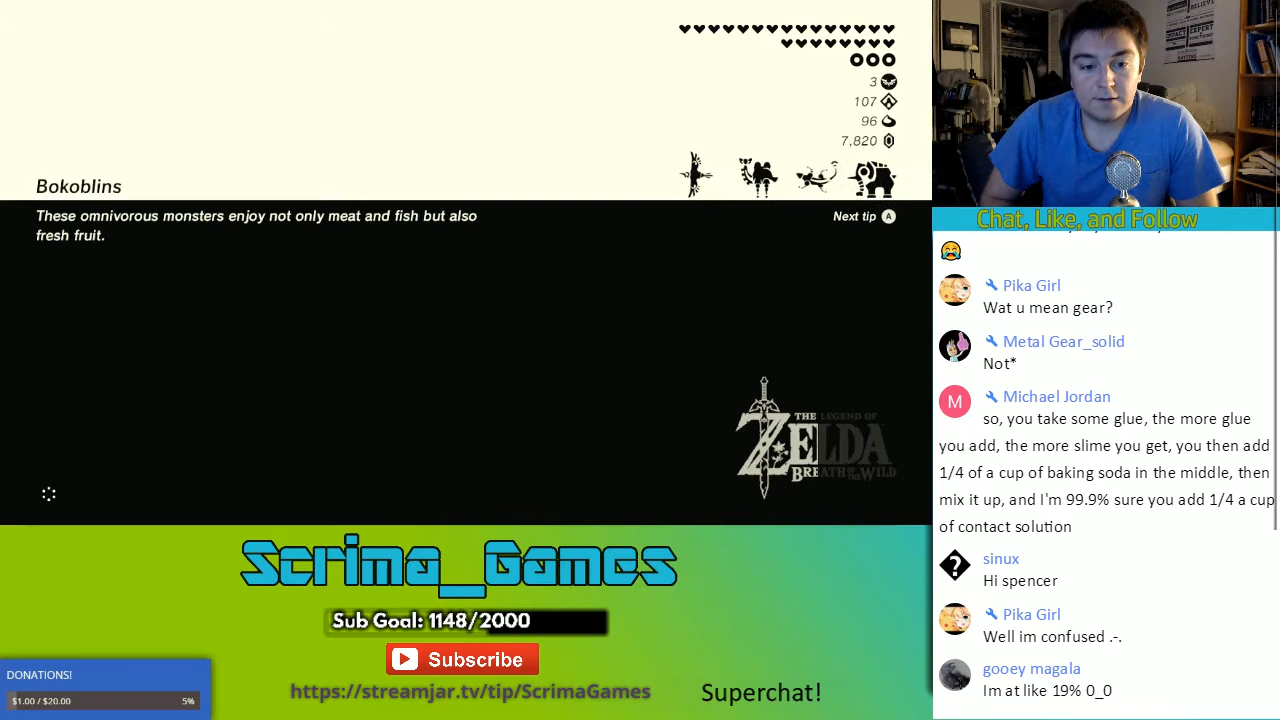 3
107
96
7,820
Bokoblins
These omnivorous monsters enjoy not only meat and fish but also
fresh fruit.
Next tip A
THE LEGEND OF
ZELDA
BREATH OF THE WILD
Scrima_Games
Sub Goal: 1148/2000
Subscribe
https://streamjar.tv/tip/ScrimaGames
Superchat!
DONATIONS!
$1.00 / $20.00
5%
BELIEVE
IMPACT
EXPERT
Chat, Like, and Follow
Pika Girl
Wat u mean gear?
Metal Gear_solid
Not*
M
Michael Jordan
so, you take some glue, the more glue
you add, the more slime you get, you then add
1/4 of a cup of baking soda in the middle, then
mix it up, and I'm 99.9% sure you add 1/4 a cup
of contact solution
?
sinux
Hi spencer
Pika Girl
Well im confused .-.
gooey magala
Im at like 19% 0_0